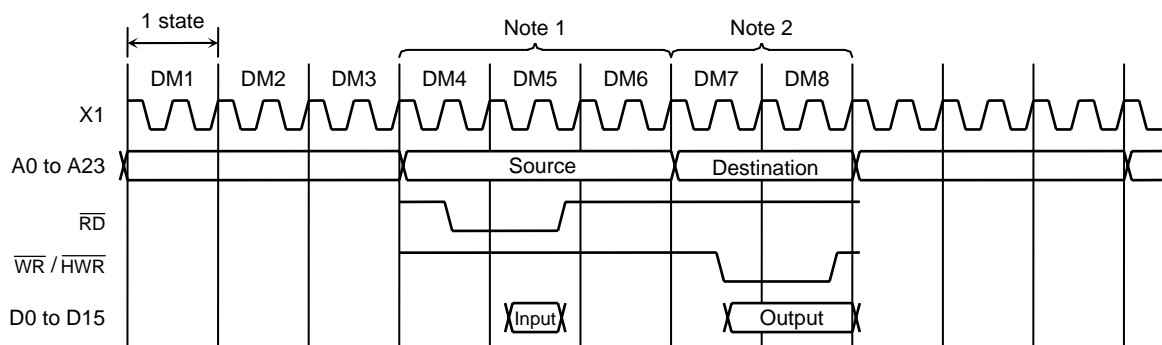 1 state
Note 1
Note 2
DM1 DM2 DM3 DM4 DM5 DM6 DM7 DM8
X1
A0 to A23
Source
Destination
RD
WR / HWR
D0 to D15
Input
Output